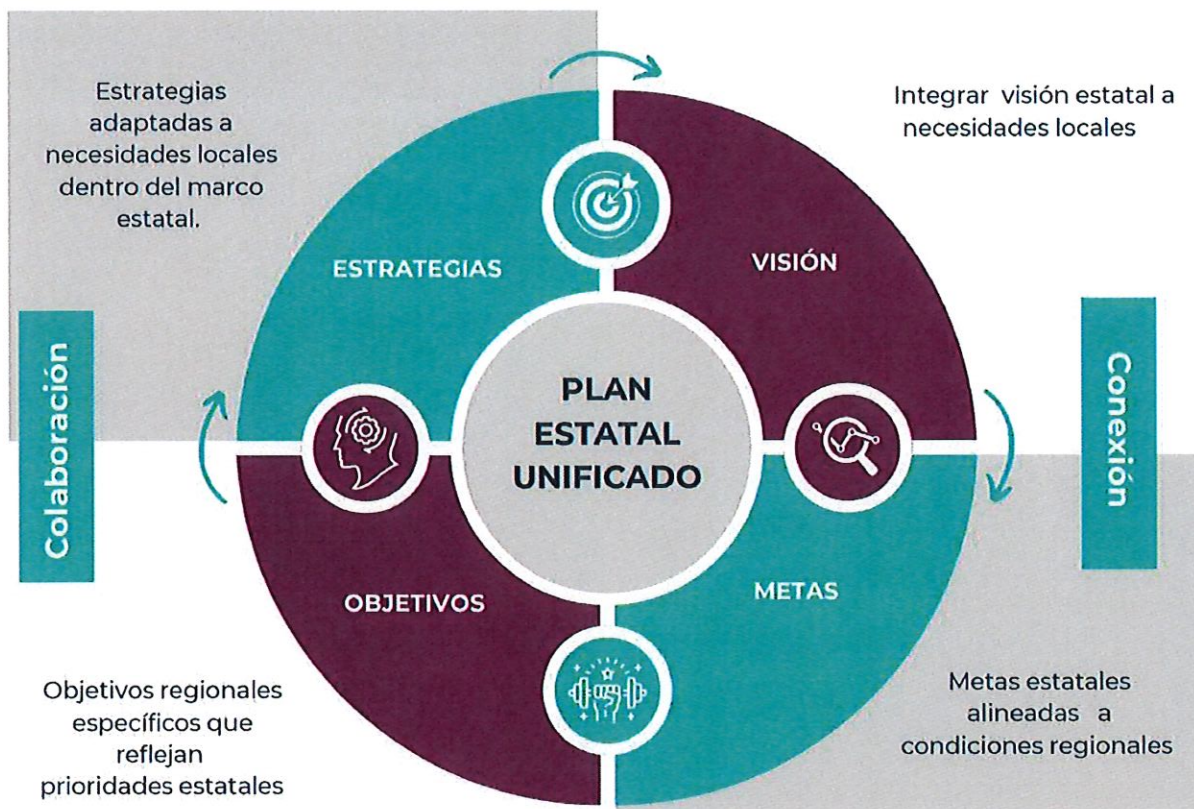 Estrategias
adaptadas a
necesidades locales
dentro del marco
estatal.
Integrar visión estatal a
necesidades locales
ESTRATEGIAS
VISIÓN
Colaboración
PLAN
ESTATAL
UNIFICADO
Conexión
OBJETIVOS
METAS
Objetivos regionales
específicos que
reflejan
prioridades estatales
Metas estatales
alineadas a
condiciones regionales